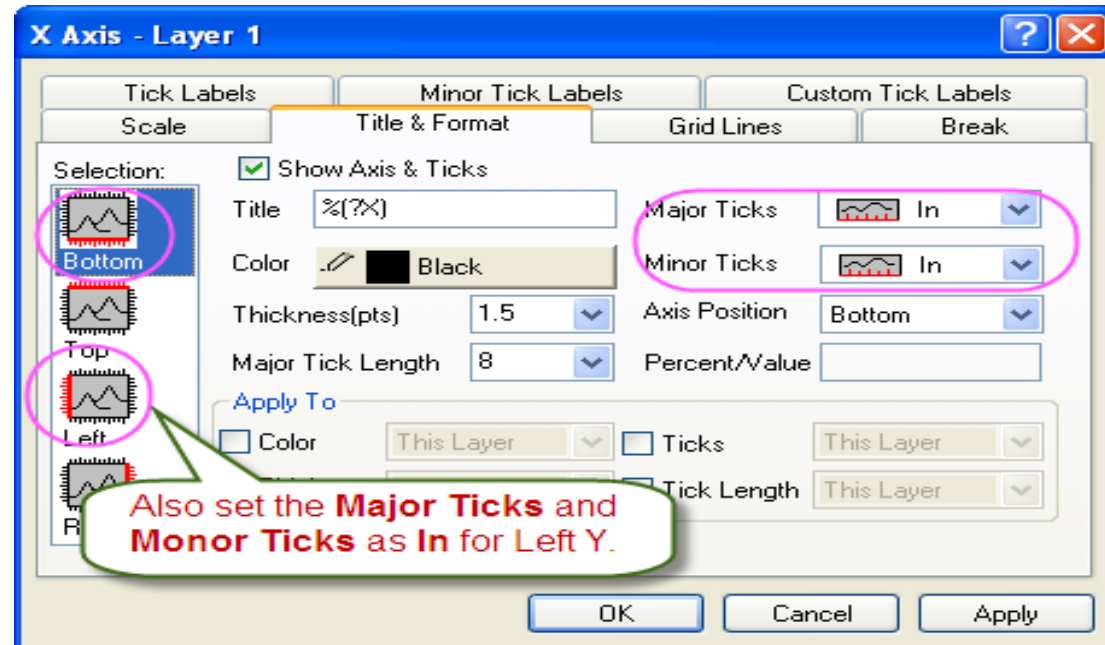 X Axis - Layer 1
Tick Labels Minor Tick Labels Custom Tick Labels
Scale Title & Format Grid Lines Break
Selection: Show Axis & Ticks
Title %(?X) Major Ticks In
Bottom Color Black Minor Ticks In
Thickness(pts) 1.5 Axis Position Bottom
Top Major Tick Length 8 Percent/Value
Apply To
Left Color This Layer Ticks This Layer
Tick Length This Layer
Also set the Major Ticks and
Monor Ticks as In for Left Y.
OK Cancel Apply